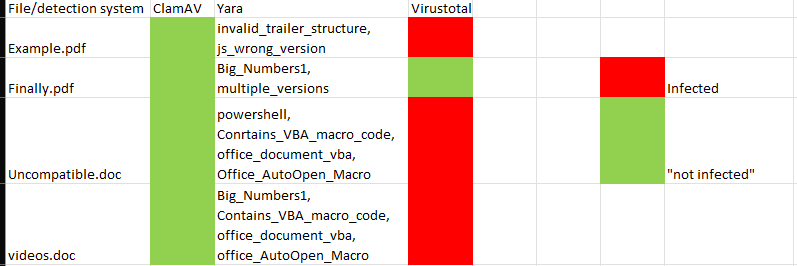 File/detection system ClamAV Yara Virustotal
invalid_trailer_structure,
Example.pdf js_wrong_version
Big_Numbers1,
Finally.pdf multiple_versions Infected
powershell,
Conrtains_VBA_macro_code,
office_document_vba,
Uncompatible.doc Office_AutoOpen_Macro "not infected"
Big_Numbers1,
Contains_VBA_macro_code,
office_document_vba,
videos.doc office_AutoOpen_Macro